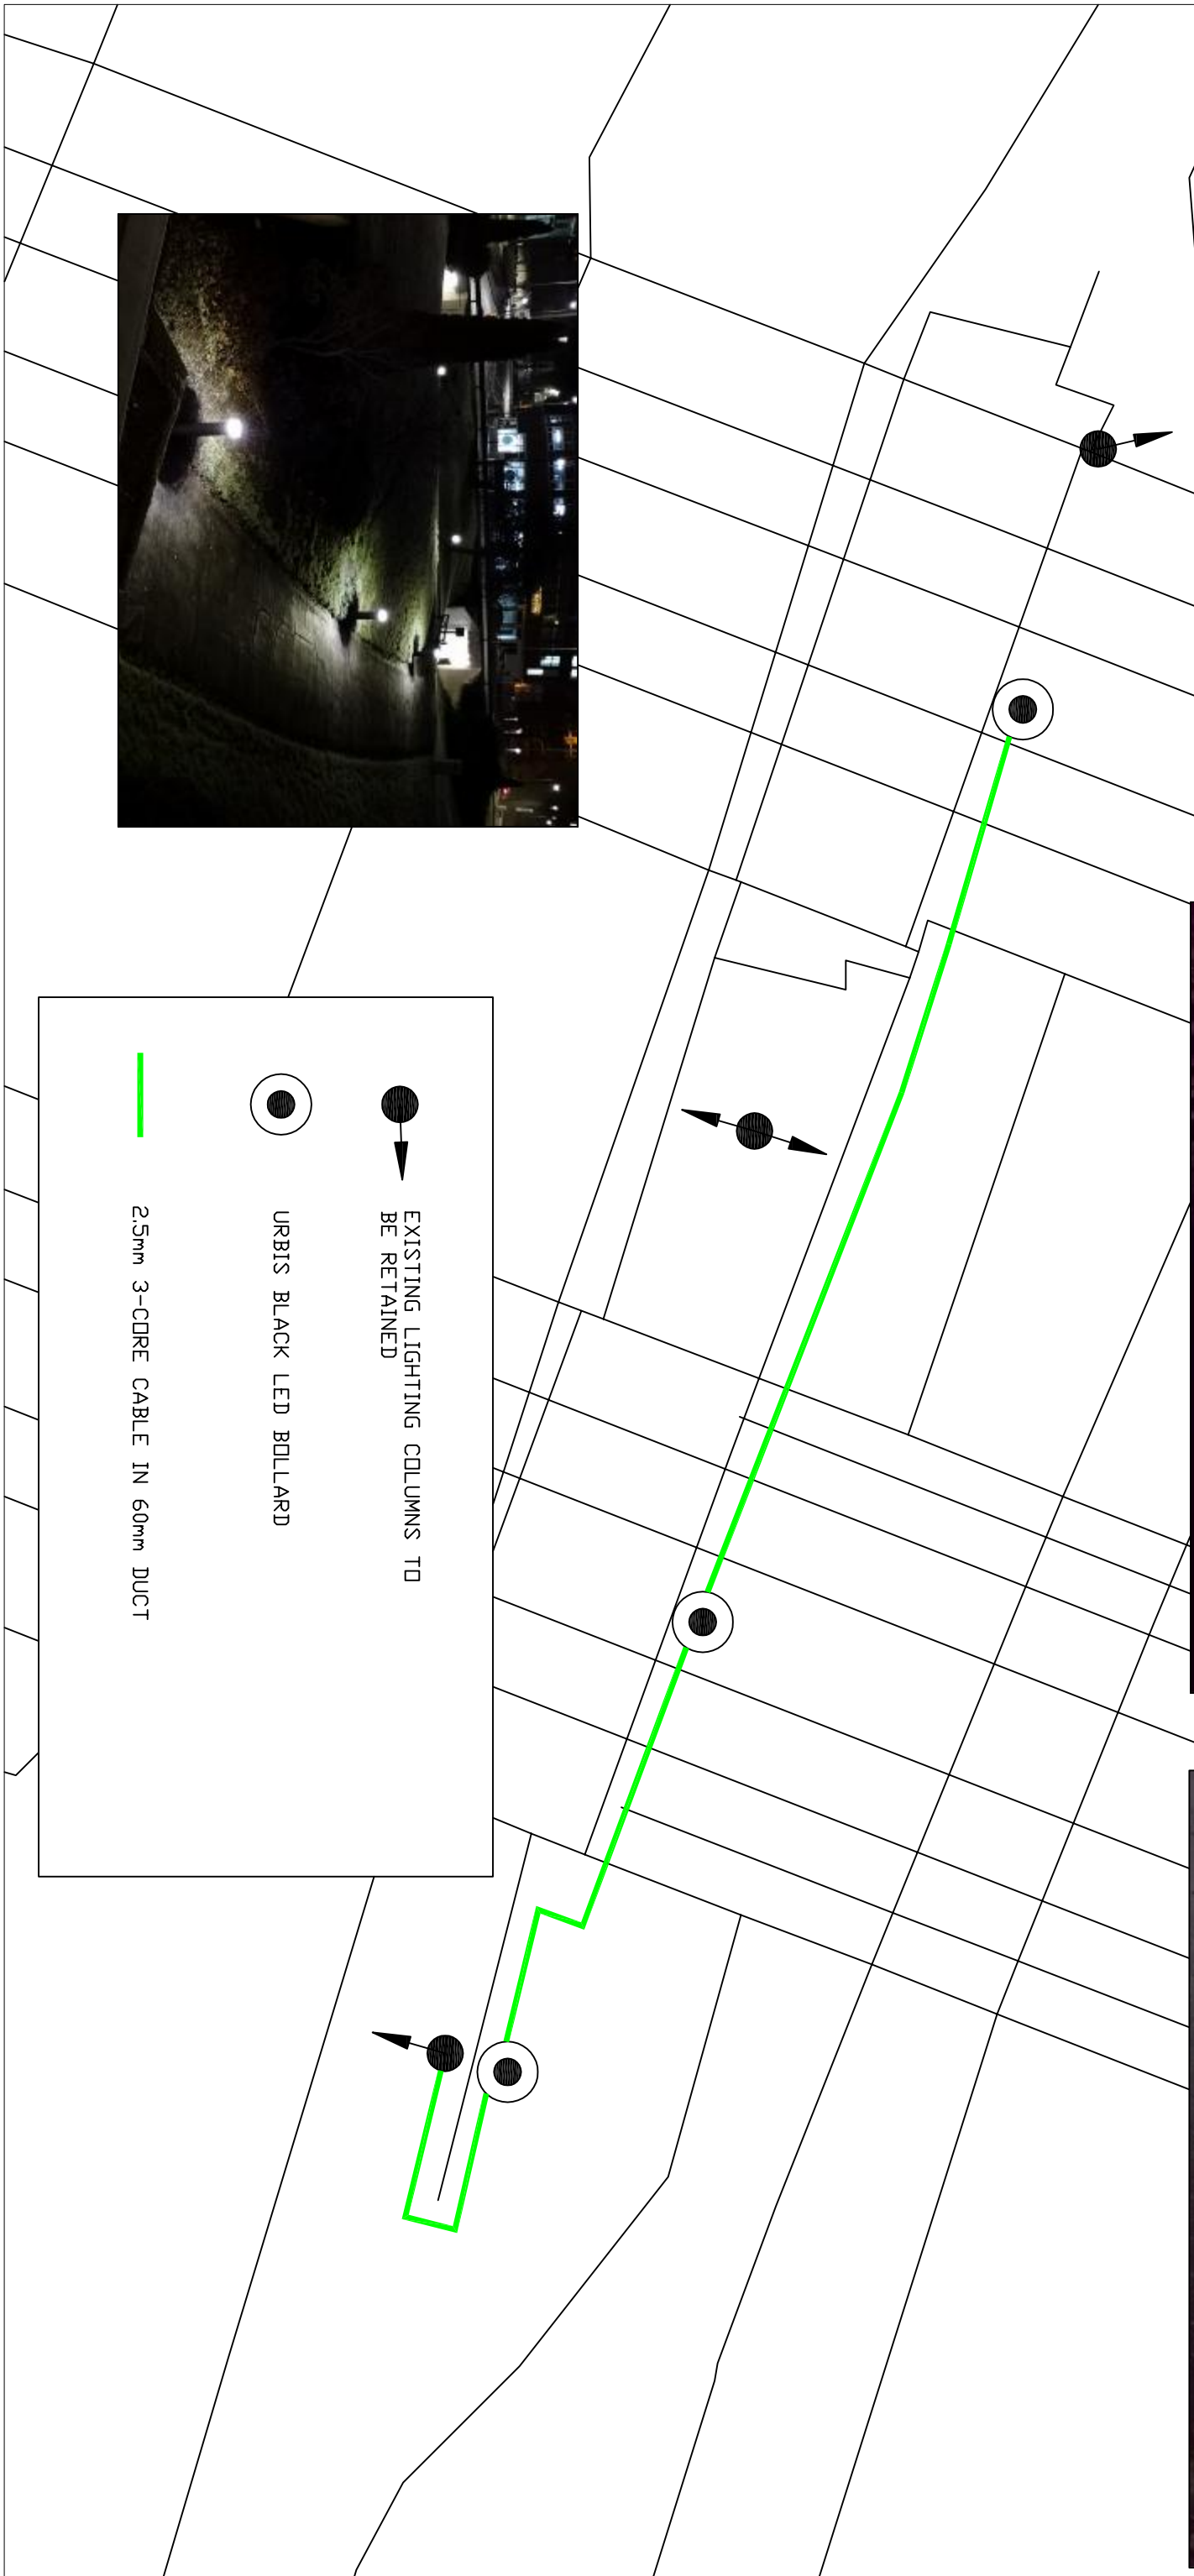 EXISTING LIGHTING COLUMNS TO
BE RETAINED
URBIS BLACK LED BOLLARD
2.5mm 3-CORE CABLE IN 60mm DUCT